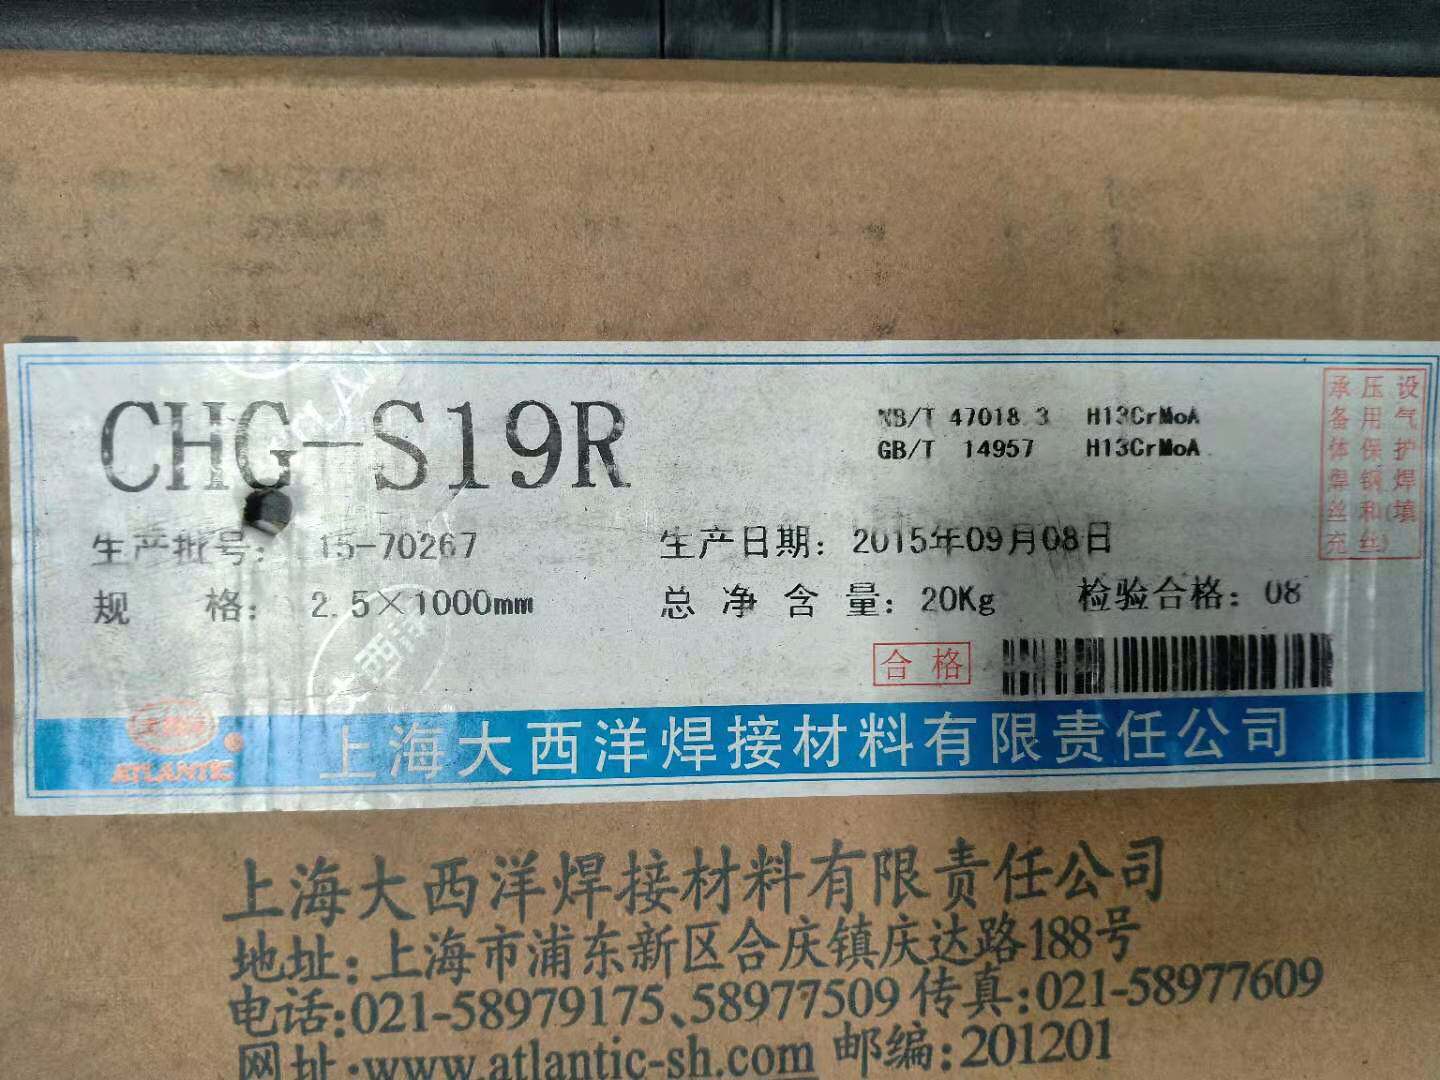 CHG-S19R
NB/T 47018.3 H13CrMoA
GB/T 14957 H13CrMoA
承压设
备用气
体保护
焊钢焊
丝和(填
充丝)
生产批号: 15-70267 生产日期: 2015年09月08日
规 格: 2.5×1000mm 总净含量: 20Kg 检验合格: 08
合格
ATLANTIC
上海大西洋焊接材料有限责任公司
上海大西洋焊接材料有限责任公司
地址:上海市浦东新区合庆镇庆达路188号
电话:021-58979175、58977509 传真:021-58977609
网址:www.atlantic-sh.com 邮编:201201